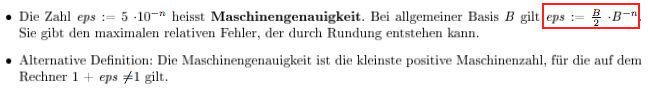 • Die Zahl eps := 5 ·10⁻ⁿ heisst Maschinengenauigkeit. Bei allgemeiner Basis B gilt eps := B/2 ·B⁻ⁿ.
Sie gibt den maximalen relativen Fehler, der durch Rundung entstehen kann.
• Alternative Definition: Die Maschinengenauigkeit ist die kleinste positive Maschinenzahl, für die auf dem
Rechner 1 + eps ≠1 gilt.